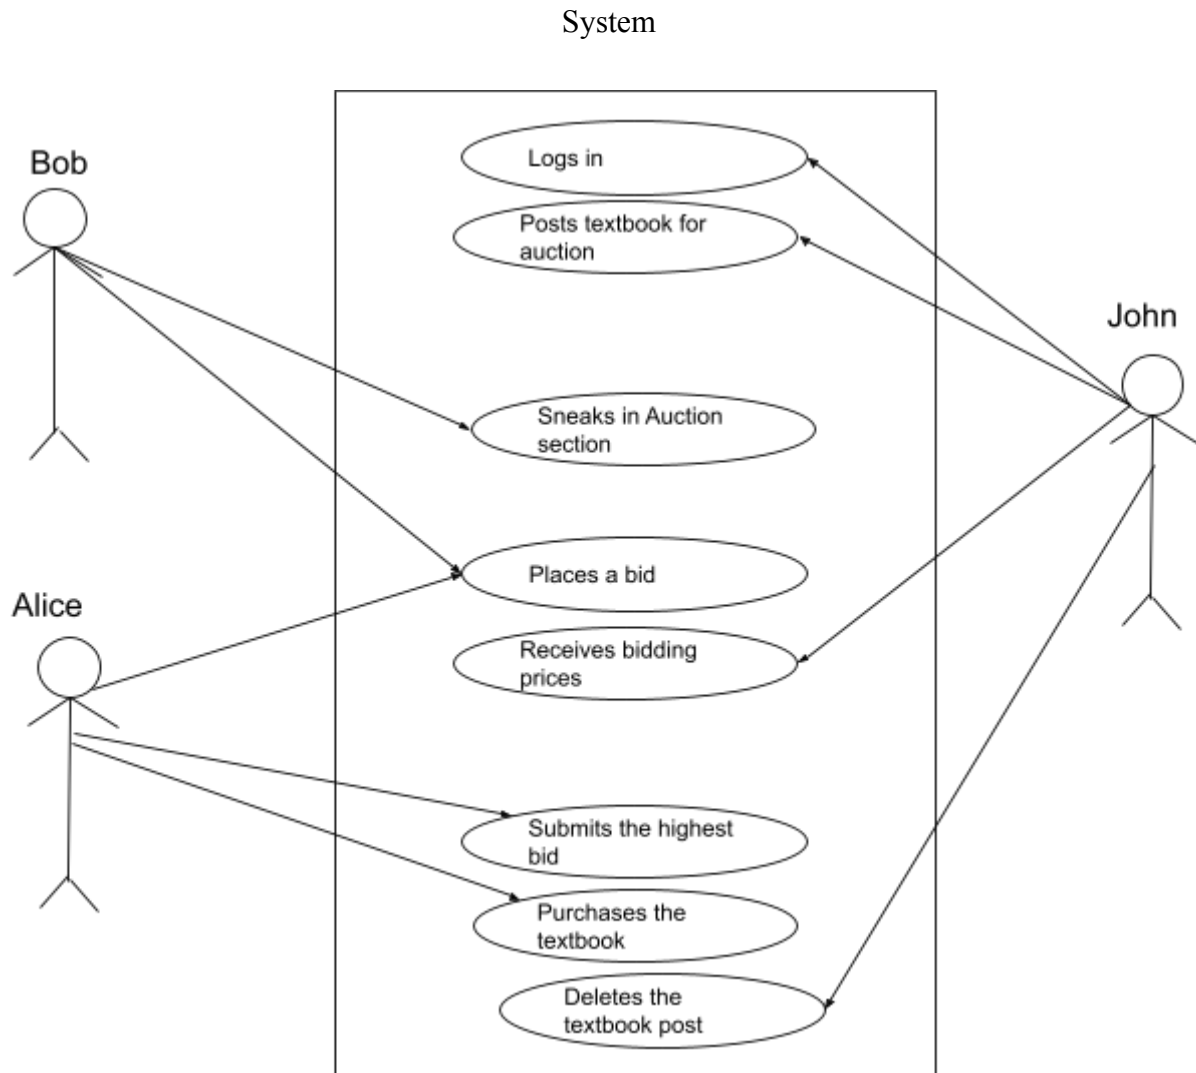 System
Bob
Logs in
Posts textbook for
auction
John
Sneaks in Auction
section
Places a bid
Alice
Receives bidding
prices
Submits the highest
bid
Purchases the
textbook
Deletes the
textbook post